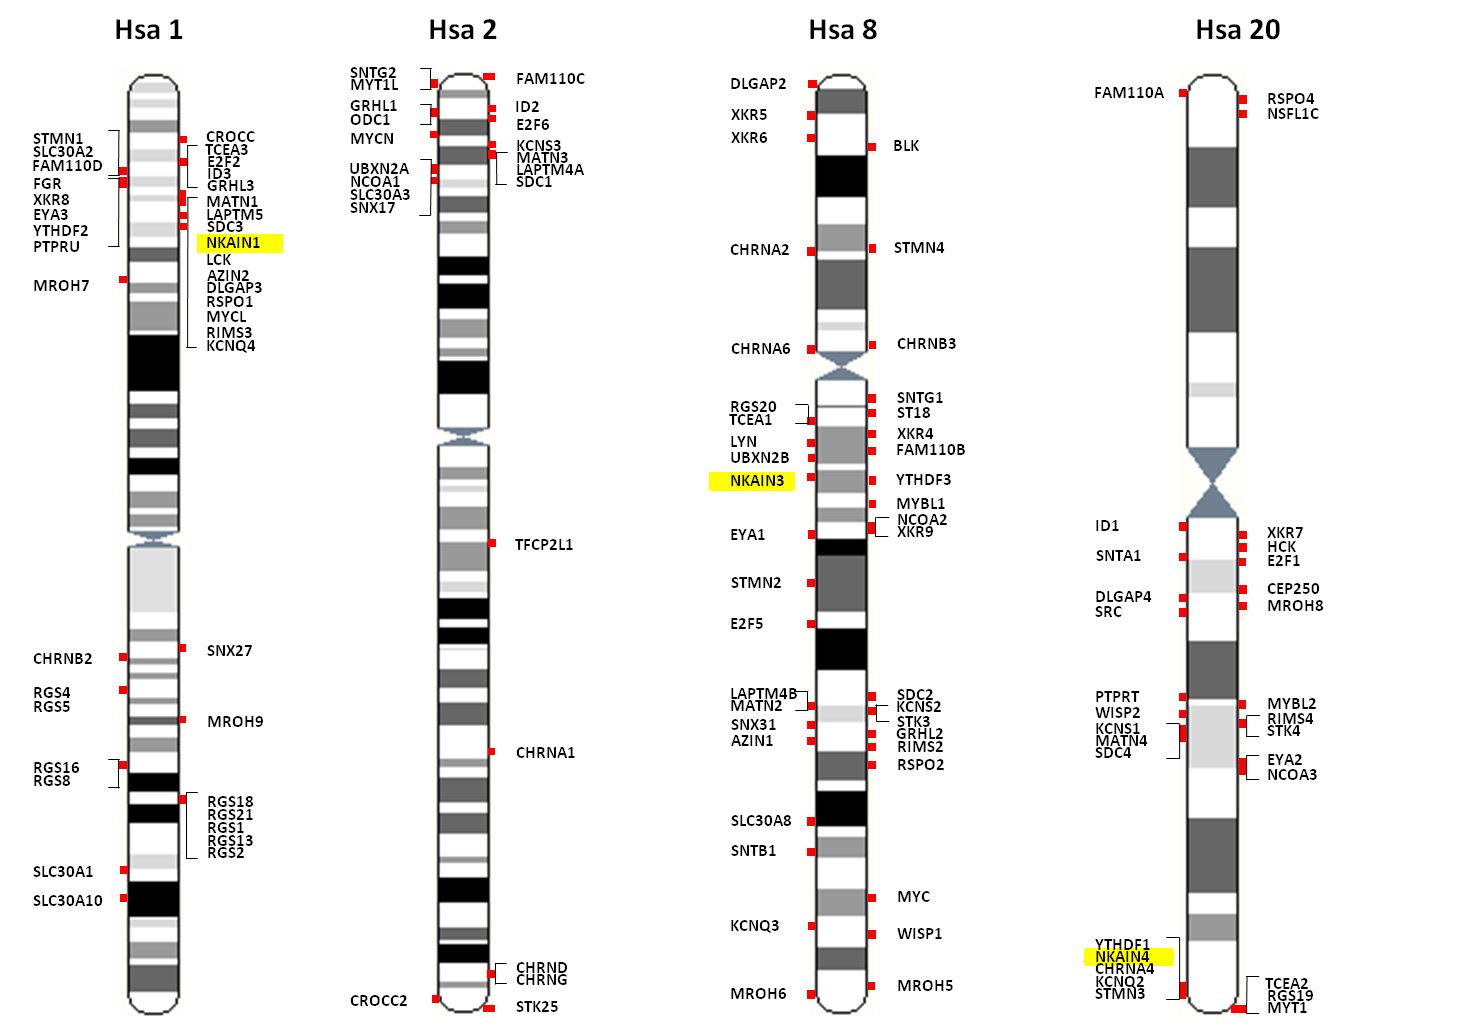 Hsa 1
STMN1
SLC30A2
FAM110D
FGR
XKR8
EYA3
YTHDF2
PTPRU
MROH7
CHRNB2
RGS4
RGS5
RGS16
RGS8
SLC30A1
SLC30A10
CROCC
TCEA3
E2F2
ID3
GRHL3
MATN1
LAPTM5
SDC3
NKAIN1
LCK
AZIN2
DLGAP3
RSPO1
MYCL
RIMS3
KCNQ4
SNX27
MROH9
RGS18
RGS21
RGS1
RGS13
RGS2
Hsa 2
SNTG2
MYT1L
GRHL1
ODC1
MYCN
UBXN2A
NCOA1
SLC30A3
SNX17
CROCC2
FAM110C
ID2
E2F6
KCNS3
MATN3
LAPTM4A
SDC1
TFCP2L1
CHRNA1
CHRND
CHRNG
STK25
Hsa 8
DLGAP2
XKR5
XKR6
CHRNA2
CHRNA6
RGS20
TCEA1
LYN
UBXN2B
NKAIN3
EYA1
STMN2
E2F5
LAPTM4B
MATN2
SNX31
AZIN1
SLC30A8
SNTB1
KCNQ3
MROH6
BLK
STMN4
CHRNB3
SNTG1
ST18
XKR4
FAM110B
YTHDF3
MYBL1
NCOA2
XKR9
SDC2
KCNS2
STK3
GRHL2
RIMS2
RSPO2
MYC
WISP1
MROH5
Hsa 20
FAM110A
ID1
SNTA1
DLGAP4
SRC
PTPRT
WISP2
KCNS1
MATN4
SDC4
YTHDF1
NKAIN4
CHRNA4
KCNQ2
STMN3
RSPO4
NSFL1C
XKR7
HCK
E2F1
CEP250
MROH8
MYBL2
RIMS4
STK4
EYA2
NCOA3
TCEA2
RGS19
MYT1